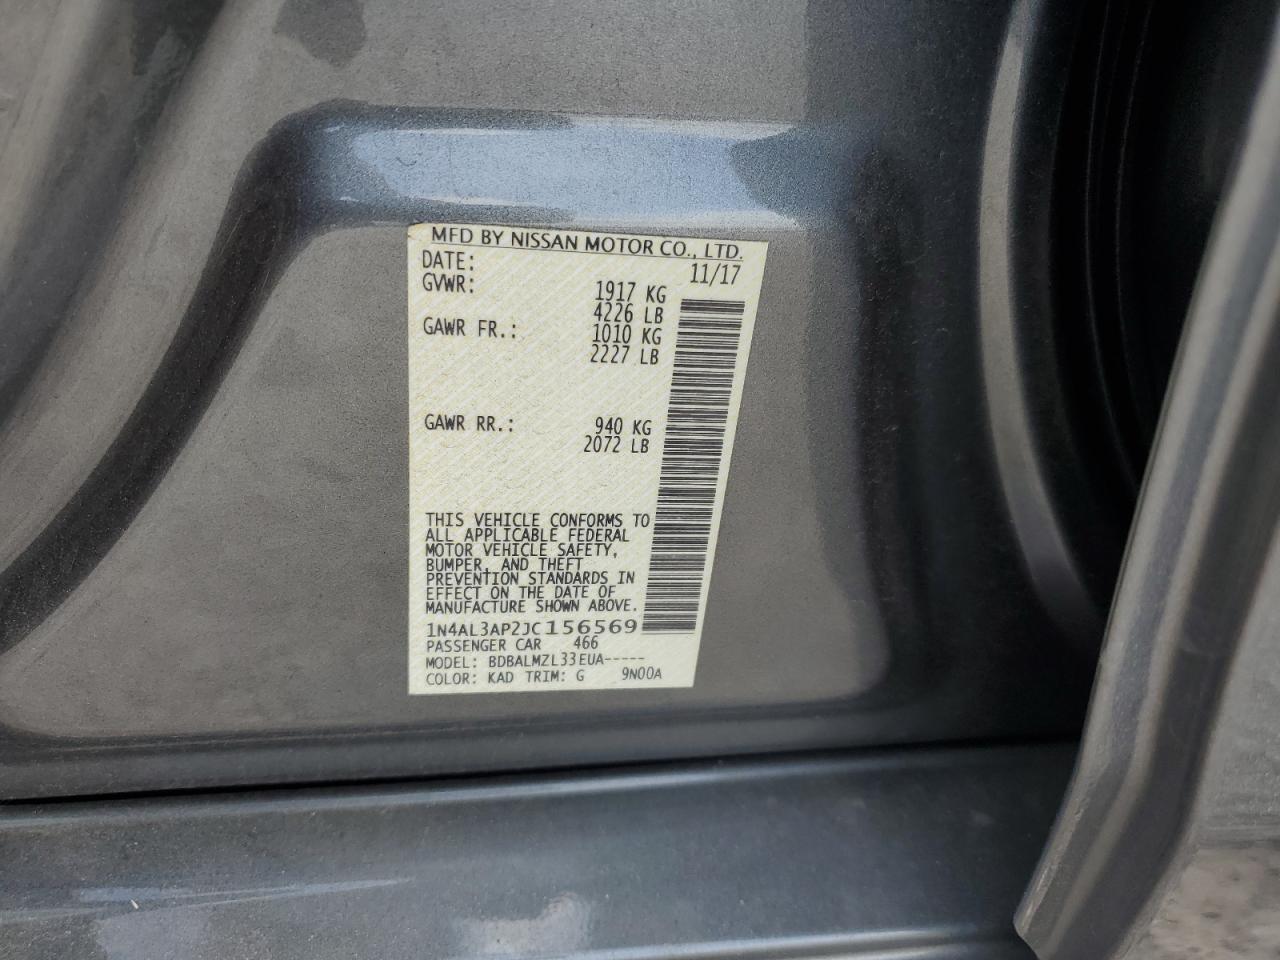 MFD BY NISSAN MOTOR CO., LTD.
DATE: 11/17
GVWR: 1917 KG
4226 LB
GAWR FR.: 1010 KG
2227 LB
GAWR RR.: 940 KG
2072 LB
THIS VEHICLE CONFORMS TO
ALL APPLICABLE FEDERAL
MOTOR VEHICLE SAFETY,
BUMPER, AND THEFT
PREVENTION STANDARDS IN
EFFECT ON THE DATE OF
MANUFACTURE SHOWN ABOVE.
1N4AL3AP2JC156569
PASSENGER CAR 466
MODEL: BDBALMZL33EUA-----
COLOR: KAD TRIM: G 9N00A